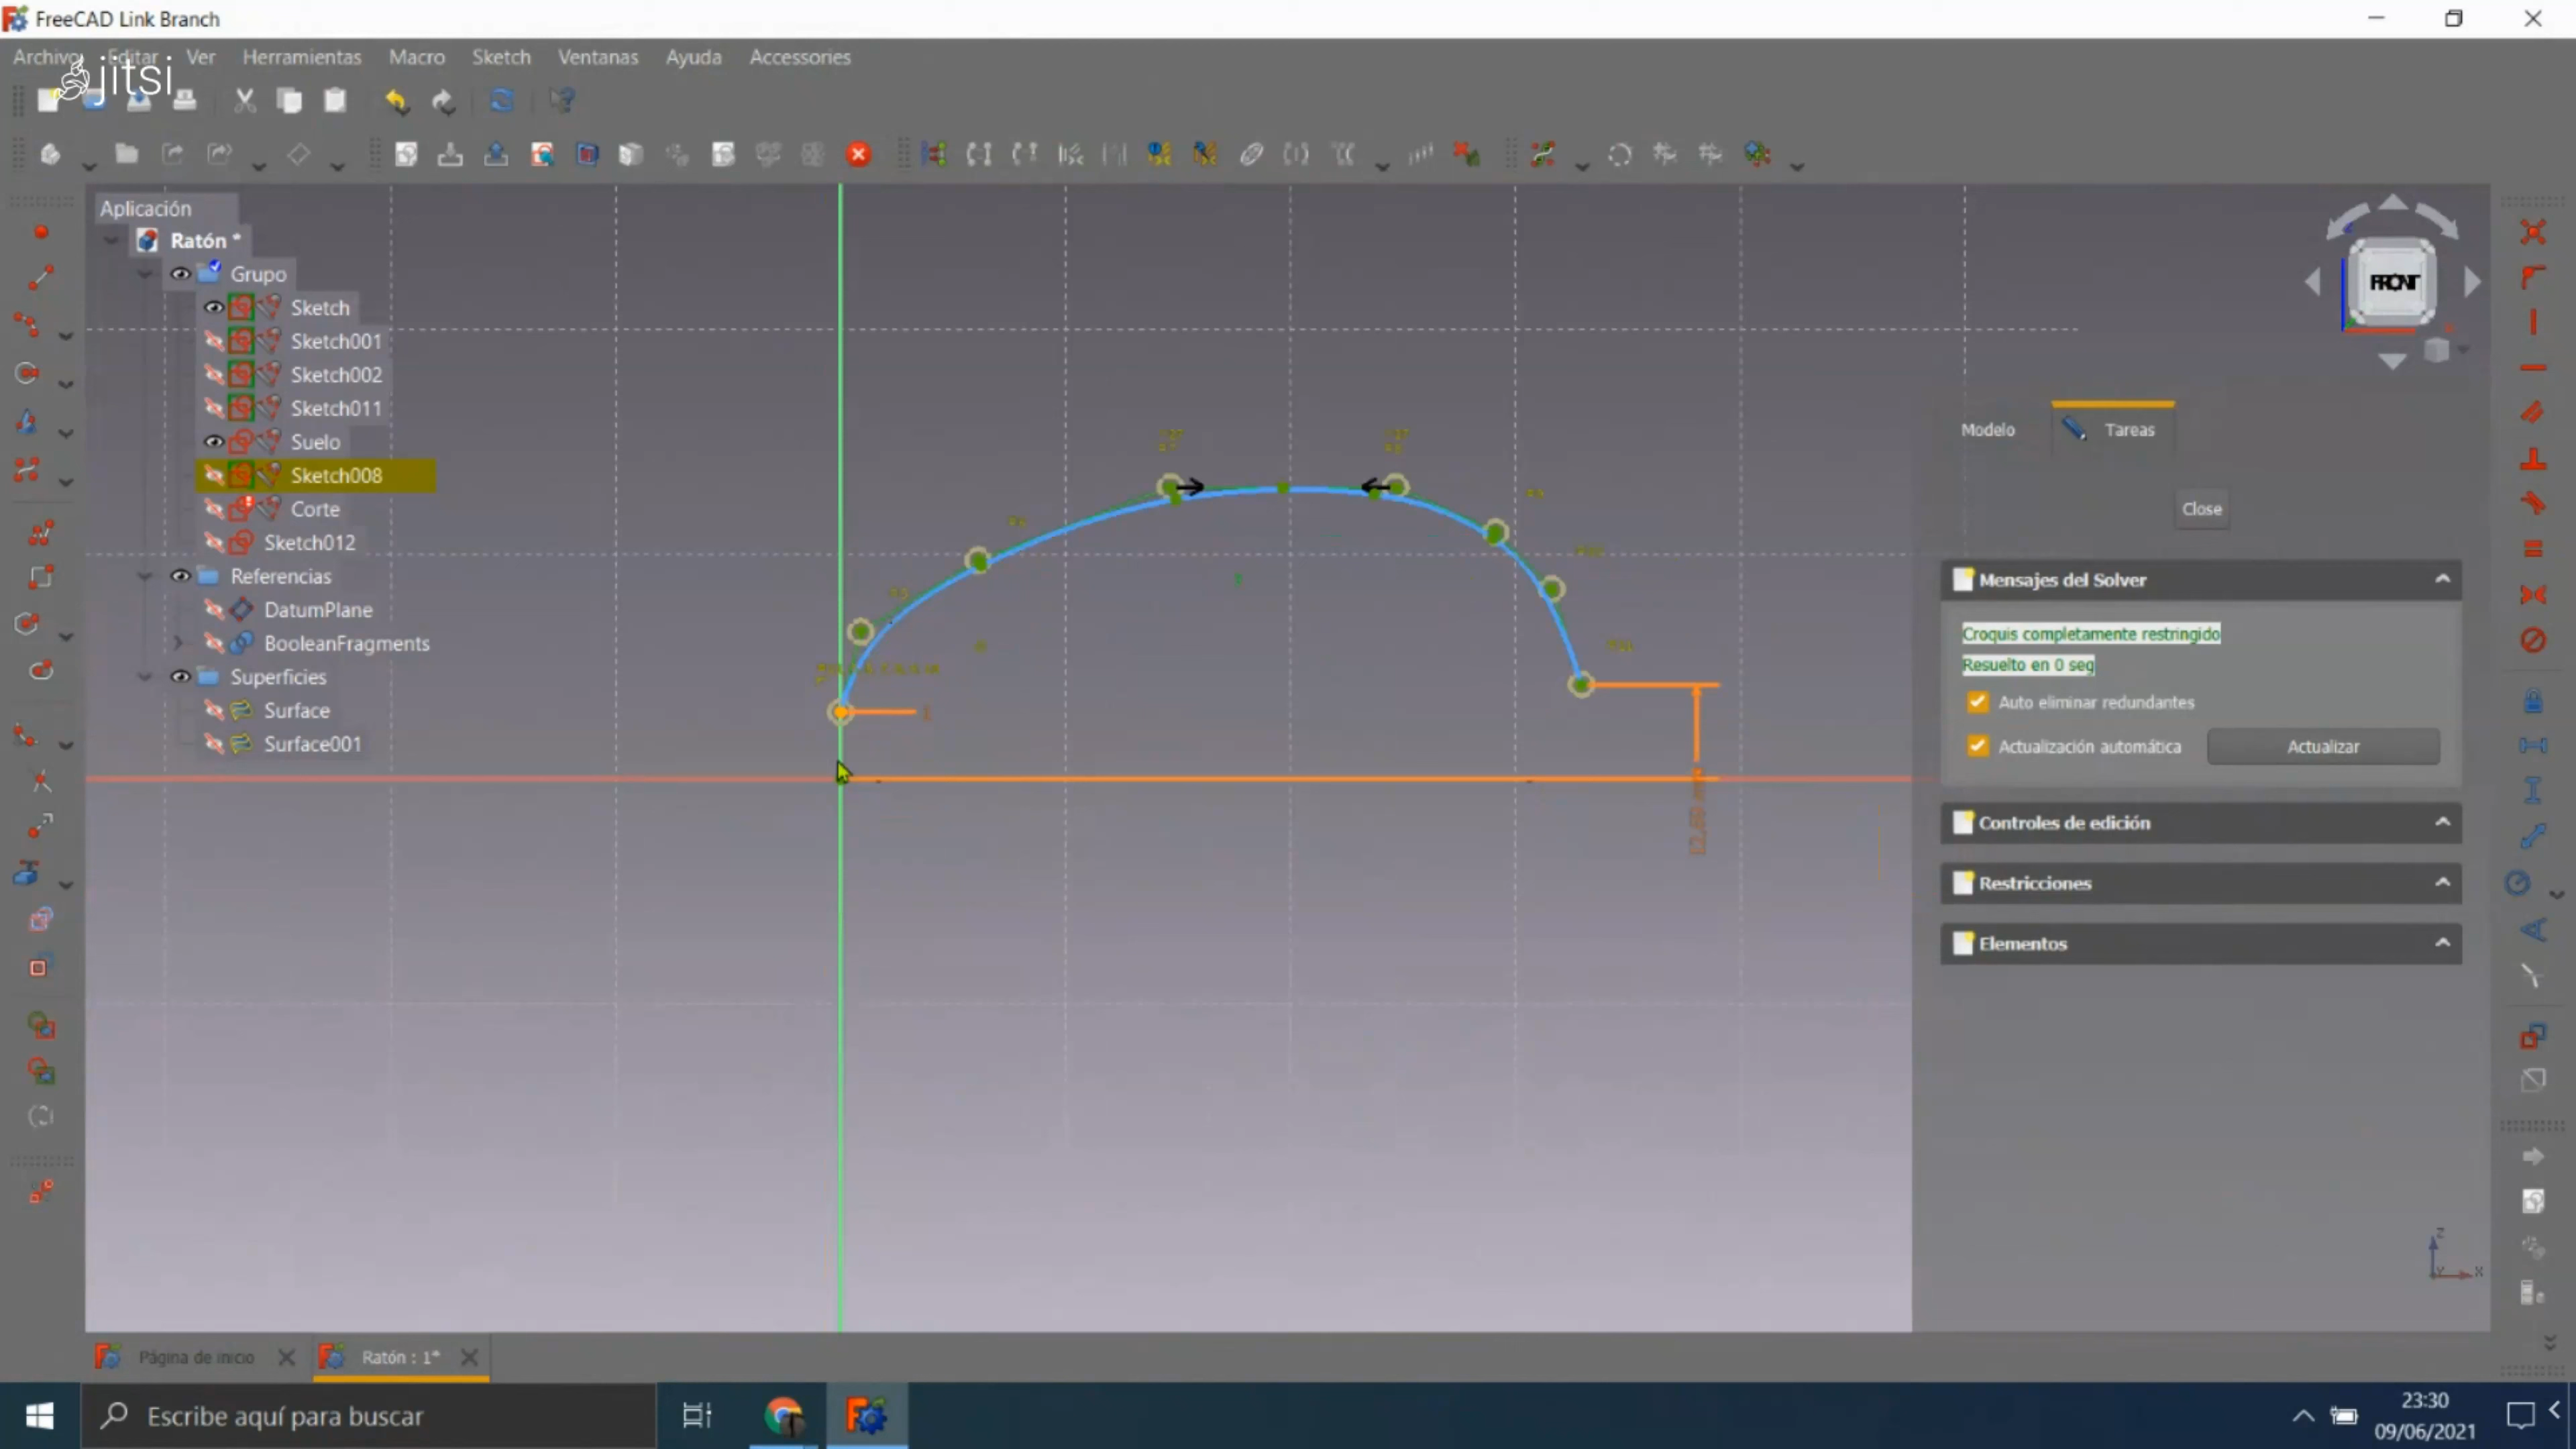 FreeCAD Link Branch
Archivo Editar Ver Herramientas Macro Sketch Ventanas Ayuda Accessories
jitsi
Aplicación
Ratón *
Grupo
Sketch
Sketch001
Sketch002
Sketch011
Suelo
Sketch008
Corte
Sketch012
Referencias
DatumPlane
BooleanFragments
Superficies
Surface
Surface001
FRONT
Modelo
Tareas
Close
Mensajes del Solver
Croquis completamente restringido
Resuelto en 0 seg
Auto eliminar redundantes
Actualización automática
Actualizar
Controles de edición
Restricciones
Elementos
Z
Y
X
Página de inicio
Ratón : 1*
Escribe aquí para buscar
23:30
09/06/2021